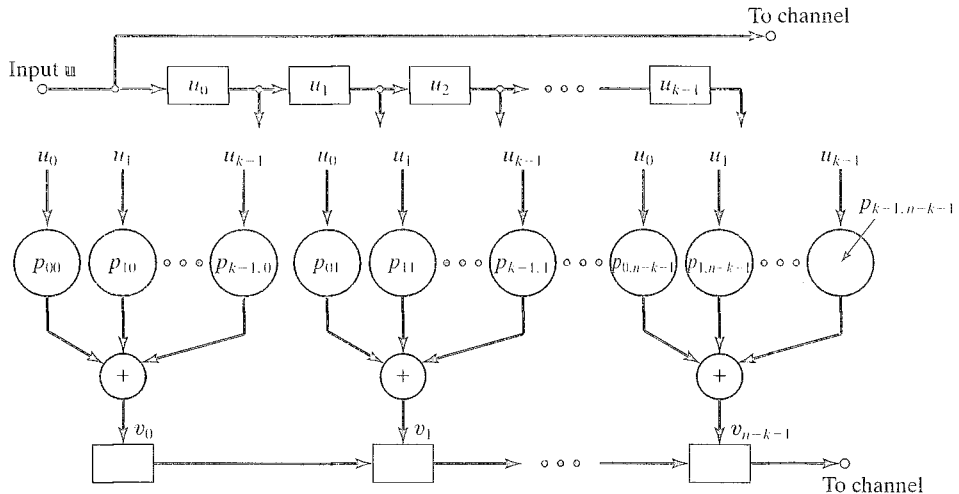 To channel
Input u
u₀ u₁ u₂ ∘ ∘ ∘ uₖ₋₁
u₀ u₁ uₖ₋₁ u₀ u₁ uₖ₋₁ u₀ u₁ uₖ₋₁
pₖ₋₁,ₙ₋ₖ₋₁
p₀₀ p₁₀ ∘ ∘ ∘ pₖ₋₁,₀ p₀₁ p₁₁ ∘ ∘ ∘ pₖ₋₁,₁ ∘ ∘ ∘ p₀,ₙ₋ₖ₋₁ p₁,ₙ₋ₖ₋₁ ∘ ∘ ∘
+ + +
v₀ v₁ vₙ₋ₖ₋₁
∘ ∘ ∘
To channel